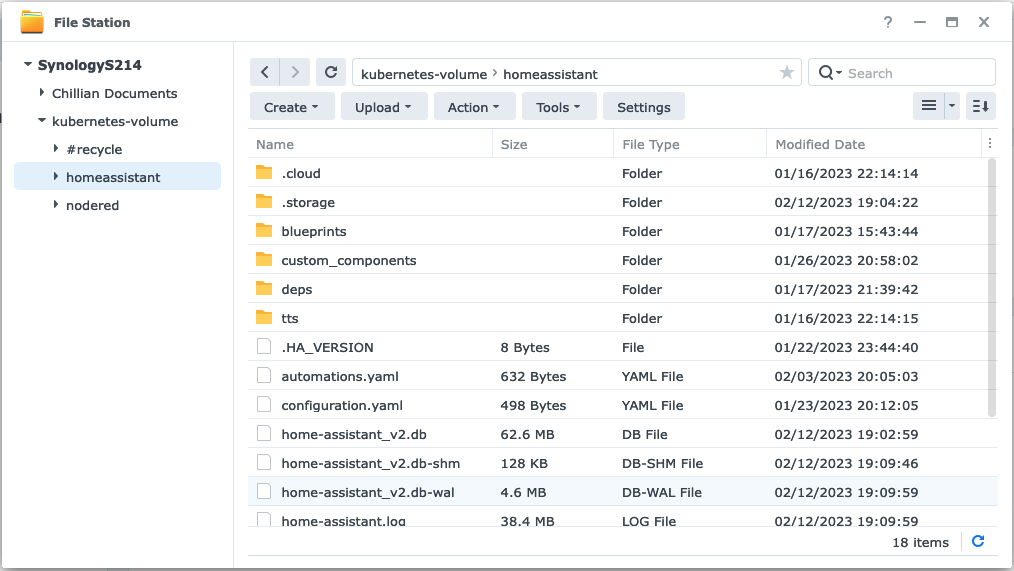 File Station
SynologyS214
Chillian Documents
kubernetes-volume
#recycle
homeassistant
nodered
kubernetes-volume › homeassistant
Search
Create Upload Action Tools Settings
Name Size File Type Modified Date
.cloud Folder 01/16/2023 22:14:14
.storage Folder 02/12/2023 19:04:22
blueprints Folder 01/17/2023 15:43:44
custom_components Folder 01/26/2023 20:58:02
deps Folder 01/17/2023 21:39:42
tts Folder 01/16/2023 22:14:15
.HA_VERSION 8 Bytes File 01/22/2023 23:44:40
automations.yaml 632 Bytes YAML File 02/03/2023 20:05:03
configuration.yaml 498 Bytes YAML File 01/23/2023 20:12:05
home-assistant_v2.db 62.6 MB DB File 02/12/2023 19:02:59
home-assistant_v2.db-shm 128 KB DB-SHM File 02/12/2023 19:09:46
home-assistant_v2.db-wal 4.6 MB DB-WAL File 02/12/2023 19:09:59
home-assistant.log 38.4 MB LOG File 02/12/2023 19:09:59
18 items